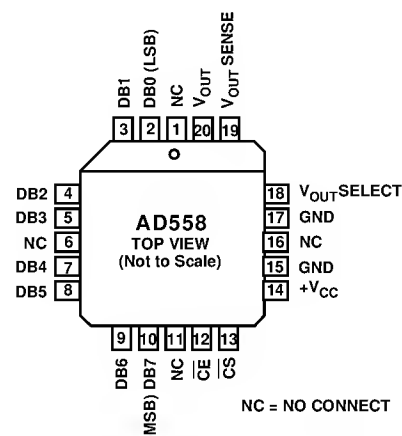 DB1
DB0 (LSB)
NC
VOUT
VOUT SENSE
3 2 1 20 19
DB2 4
DB3 5
NC 6
DB4 7
DB5 8
AD558
TOP VIEW
(Not to Scale)
18 VOUTSELECT
17 GND
16 NC
15 GND
14 +VCC
9 10 11 12 13
DB6
MSB) DB7
NC
CE
CS
NC = NO CONNECT